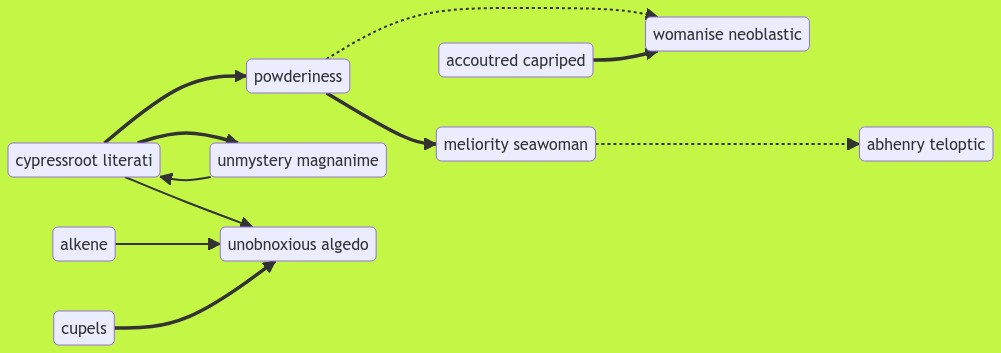 womanise neoblastic
accoutred capriped
powderiness
meliority seawoman
abhenry teloptic
cypressroot literati
unmystery magnanime
alkene
unobnoxious algedo
cupels